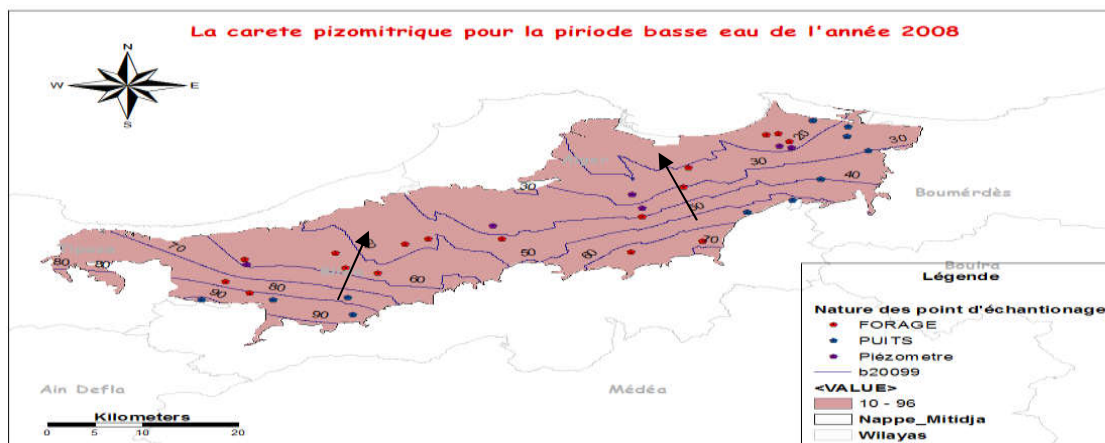 La carete pizomitrique pour la piriode basse eau de l'année 2008
N
W E
S
20
30
30
40
50
Boumérdès
70
70
50
60
Bouira
80
80
60
80
90
90
Légende
Nature des point d'échantionage
FORAGE
PUITS
Piézometre
b20099
<VALUE>
10 - 96
Nappe_Mitidja
Wilayas
Ain Defla
Médéa
Kilometers
0 5 10 20